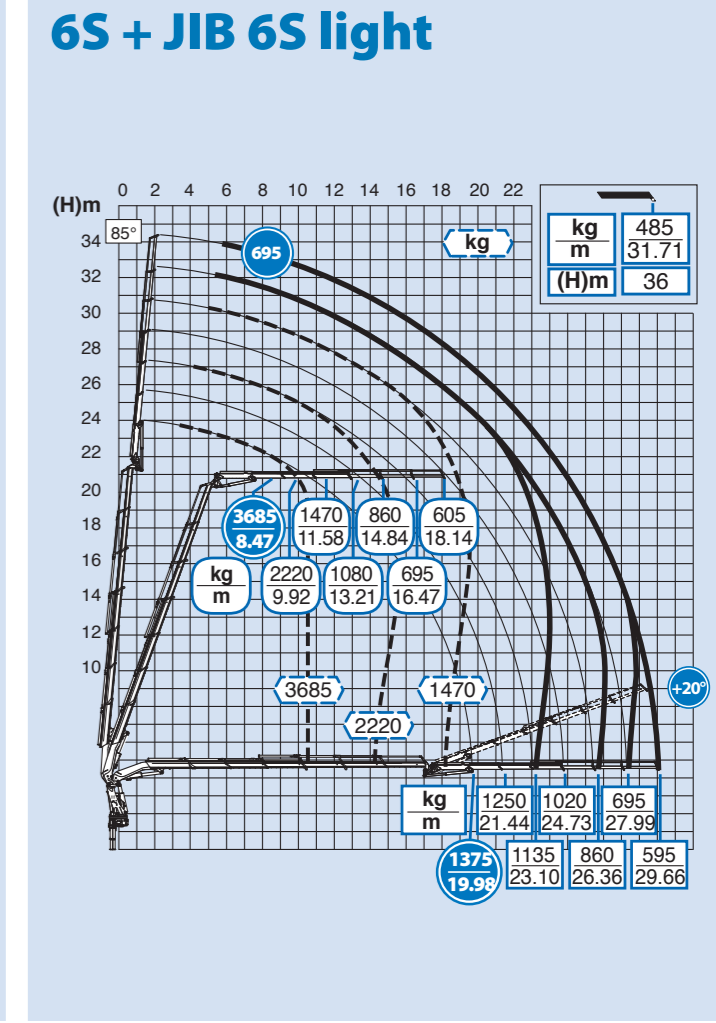 6S + JIB 6S light
0 2 4 6 8 10 12 14 16 18 20 22
(H)m
85°
34
695
kg
kg 485
m 31.71
(H)m 36
32
30
28
26
24
22
20
18
16
14
12
10
3685 1470 860 605
8.47 11.58 14.84 18.14
kg 2220 1080 695
m 9.92 13.21 16.47
3685 1470 +20°
2220
kg 1250 1020 695
m 21.44 24.73 27.99
1375 1135 860 595
19.98 23.10 26.36 29.66